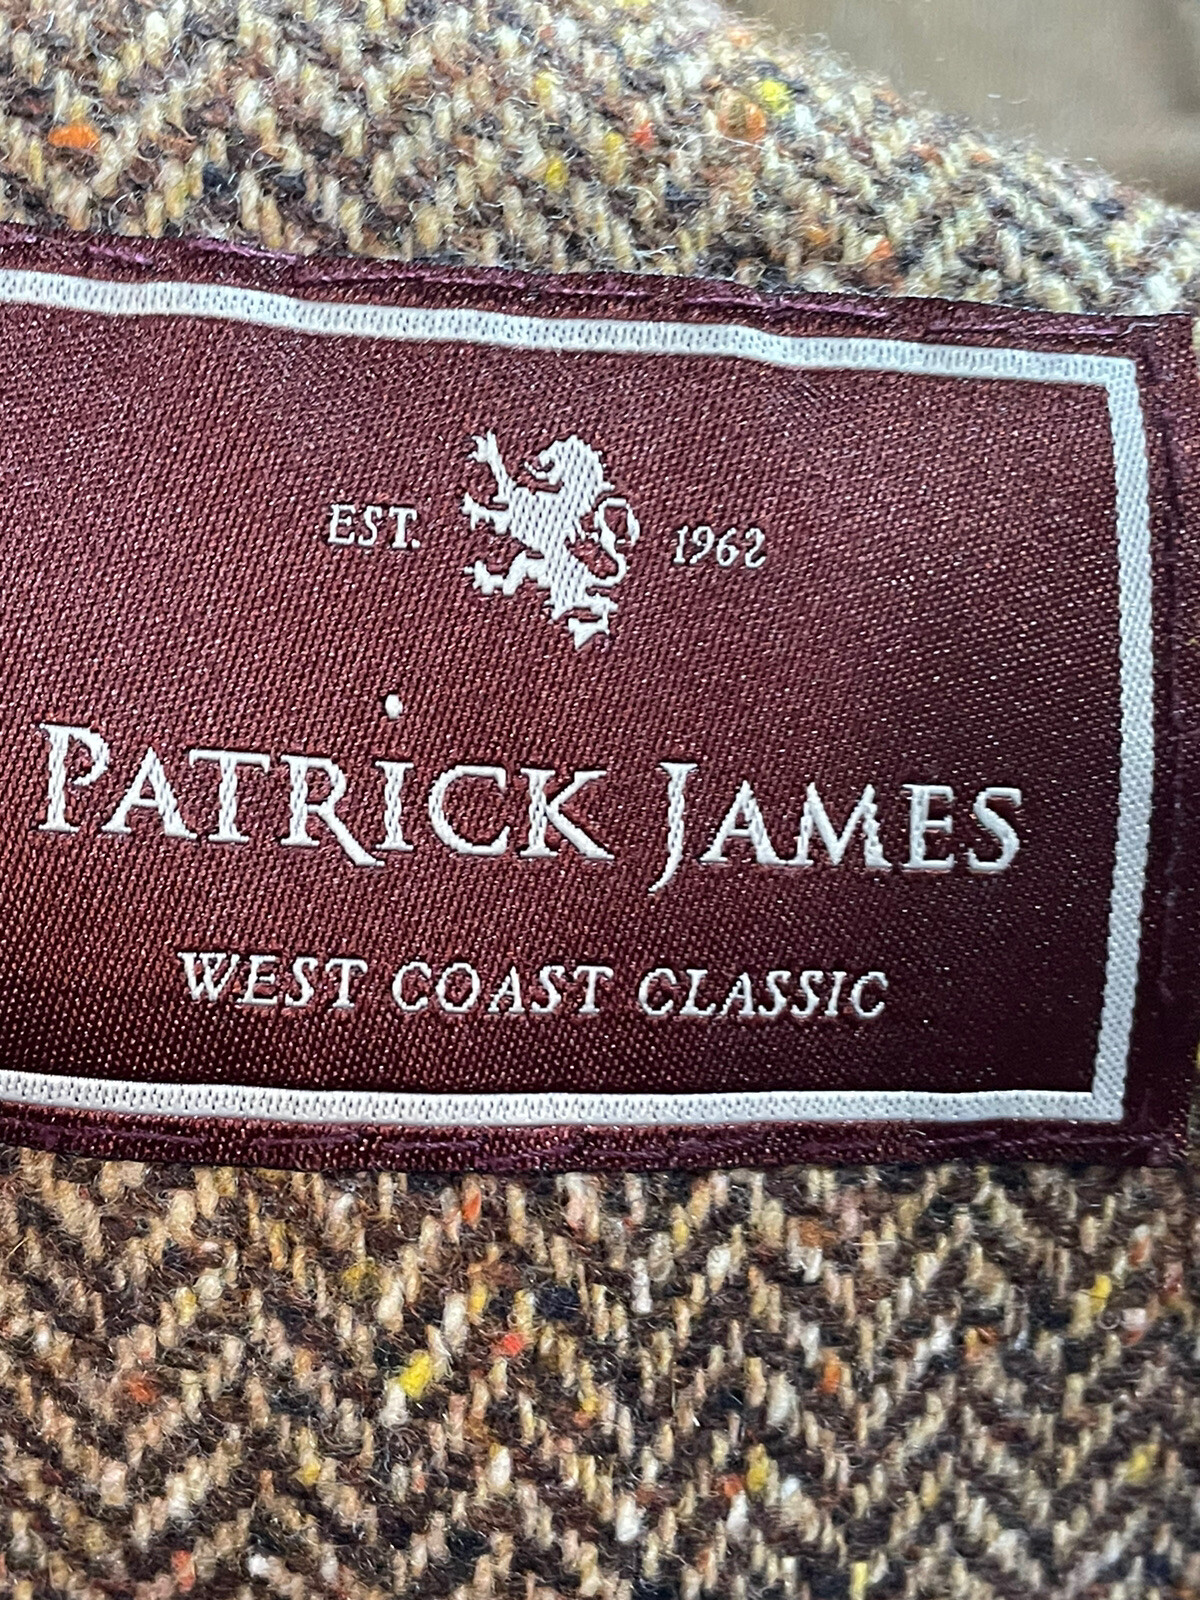 EST. 1962
PATRICK JAMES
WEST COAST CLASSIC